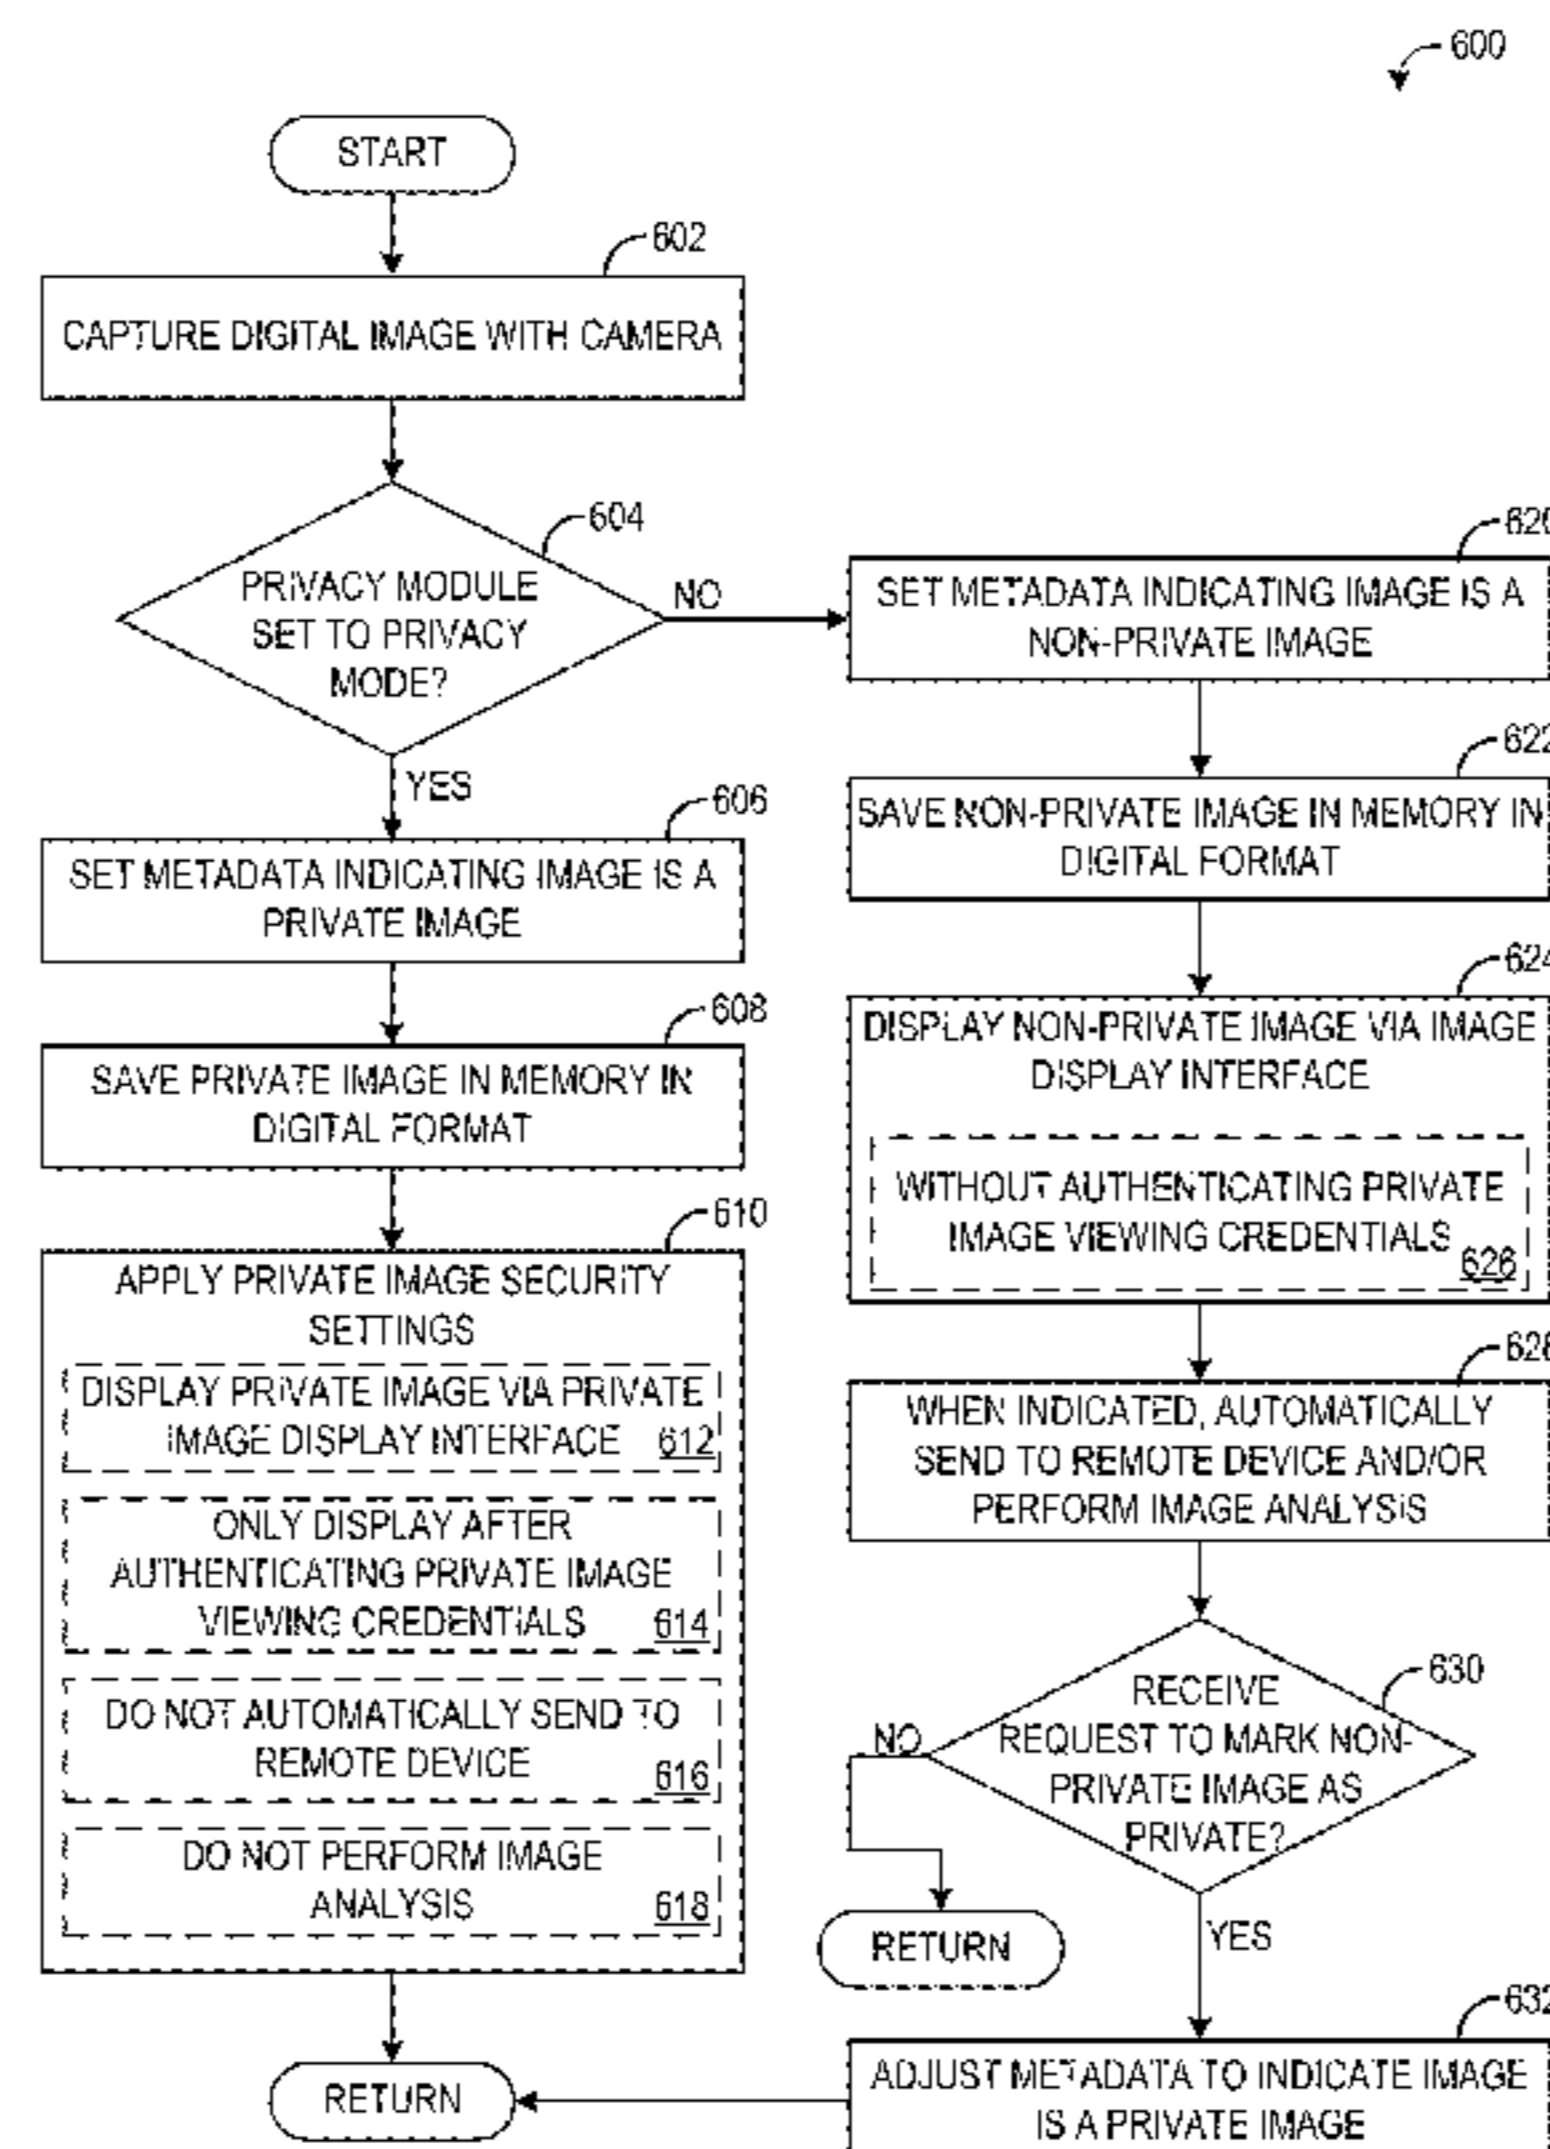 600
START
602
CAPTURE DIGITAL IMAGE WITH CAMERA
604
PRIVACY MODULE
SET TO PRIVACY
MODE?
NO
YES
606
SET METADATA INDICATING IMAGE IS A
PRIVATE IMAGE
608
SAVE PRIVATE IMAGE IN MEMORY IN
DIGITAL FORMAT
610
APPLY PRIVATE IMAGE SECURITY
SETTINGS
DISPLAY PRIVATE IMAGE VIA PRIVATE
IMAGE DISPLAY INTERFACE 612
ONLY DISPLAY AFTER
AUTHENTICATING PRIVATE IMAGE
VIEWING CREDENTIALS 614
DO NOT AUTOMATICALLY SEND TO
REMOTE DEVICE 616
DO NOT PERFORM IMAGE
ANALYSIS 618
RETURN
620
SET METADATA INDICATING IMAGE IS A
NON-PRIVATE IMAGE
622
SAVE NON-PRIVATE IMAGE IN MEMORY IN
DIGITAL FORMAT
624
DISPLAY NON-PRIVATE IMAGE VIA IMAGE
DISPLAY INTERFACE
WITHOUT AUTHENTICATING PRIVATE
IMAGE VIEWING CREDENTIALS 626
628
WHEN INDICATED, AUTOMATICALLY
SEND TO REMOTE DEVICE AND/OR
PERFORM IMAGE ANALYSIS
630
RECEIVE
REQUEST TO MARK NON-
PRIVATE IMAGE AS
PRIVATE?
NO
RETURN
YES
632
ADJUST METADATA TO INDICATE IMAGE
IS A PRIVATE IMAGE